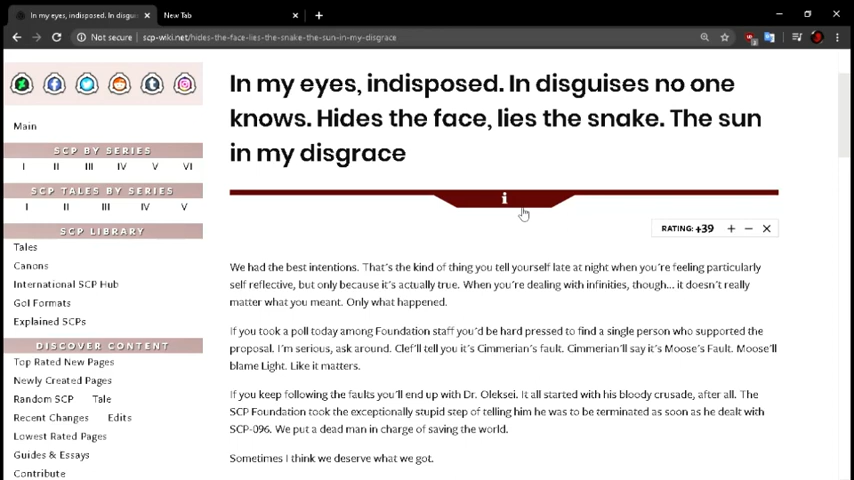 In my eyes, indisposed. In disgui
New Tab
Not secure
scp-wiki.net/hides-the-face-lies-the-snake-the-sun-in-my-disgrace
Main
SCP BY SERIES
I II III IV V VI
SCP TALES BY SERIES
I II III IV V
SCP LIBRARY
Tales
Canons
International SCP Hub
GoI Formats
Explained SCPs
DISCOVER CONTENT
Top Rated New Pages
Newly Created Pages
Random SCP Tale
Recent Changes Edits
Lowest Rated Pages
Guides & Essays
Contribute
In my eyes, indisposed. In disguises no one
knows. Hides the face, lies the snake. The sun
in my disgrace
i
RATING: +39 + − ×
We had the best intentions. That's the kind of thing you tell yourself late at night when you're feeling particularly
self reflective, but only because it's actually true. When you're dealing with infinities, though... it doesn't really
matter what you meant. Only what happened.
If you took a poll today among Foundation staff you'd be hard pressed to find a single person who supported the
proposal. I'm serious, ask around. Clef'll tell you it's Cimmerian's fault. Cimmerian'll say it's Moose's Fault. Moose'll
blame Light. Like it matters.
If you keep following the faults you'll end up with Dr. Oleksei. It all started with his bloody crusade, after all. The
SCP Foundation took the exceptionally stupid step of telling him he was to be terminated as soon as he dealt with
SCP-096. We put a dead man in charge of saving the world.
Sometimes I think we deserve what we got.